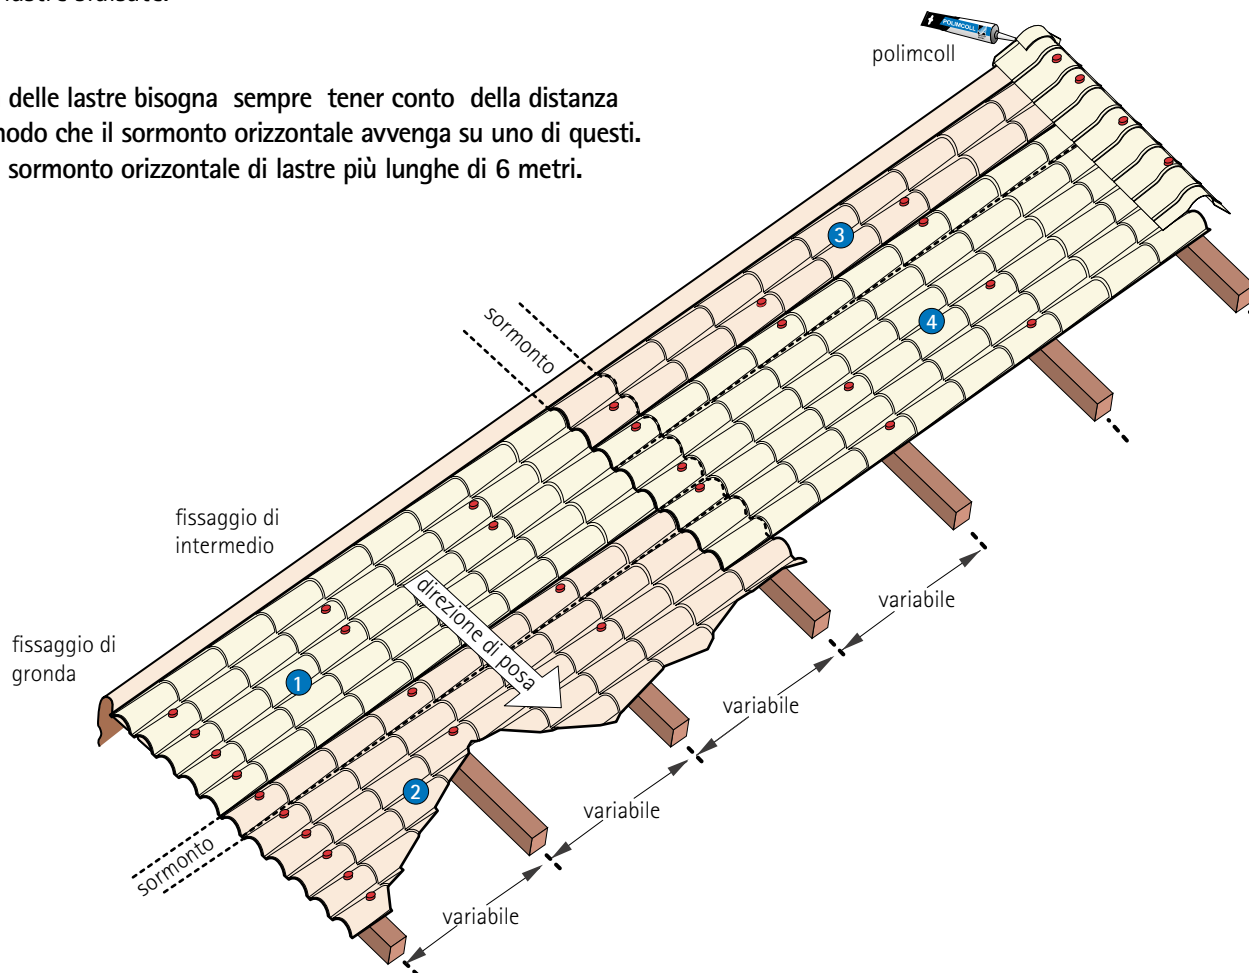 polimcoll
POLIMCOLL
delle lastre bisogna sempre tener conto della distanza
modo che il sormonto orizzontale avvenga su uno di questi.
sormonto orizzontale di lastre più lunghe di 6 metri.
3
4
sormonto
fissaggio di
intermedio
direzione di posa
variabile
fissaggio di
gronda
1
variabile
2
variabile
sormonto
variabile